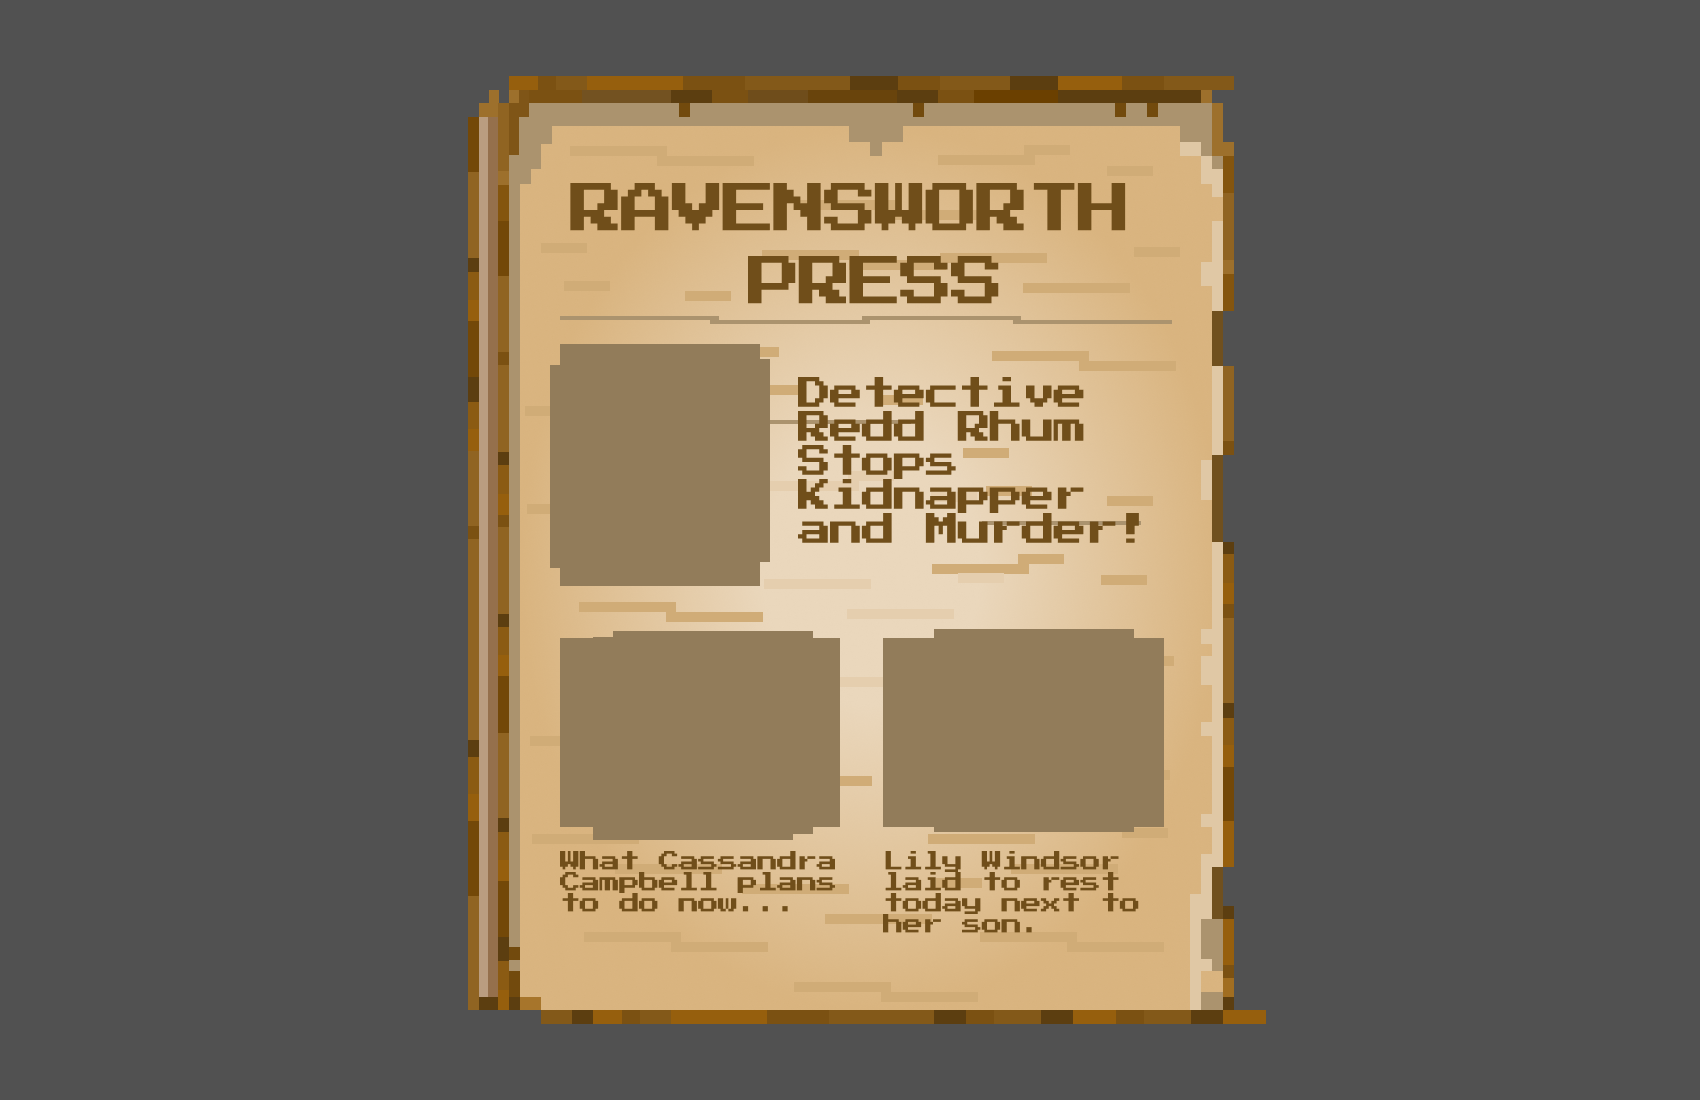 RAVENSWORTH
PRESS
Detective
Redd Rhum
Stops
Kidnapper
and Murder!
What Cassandra
Campbell plans
to do now...
Lily Windsor
laid to rest
today next to
her son.